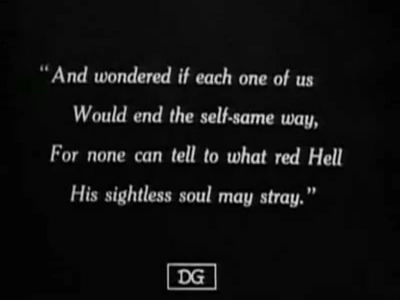 “And wondered if each one of us
Would end the self-same way,
For none can tell to what red Hell
His sightless soul may stray.”
DG